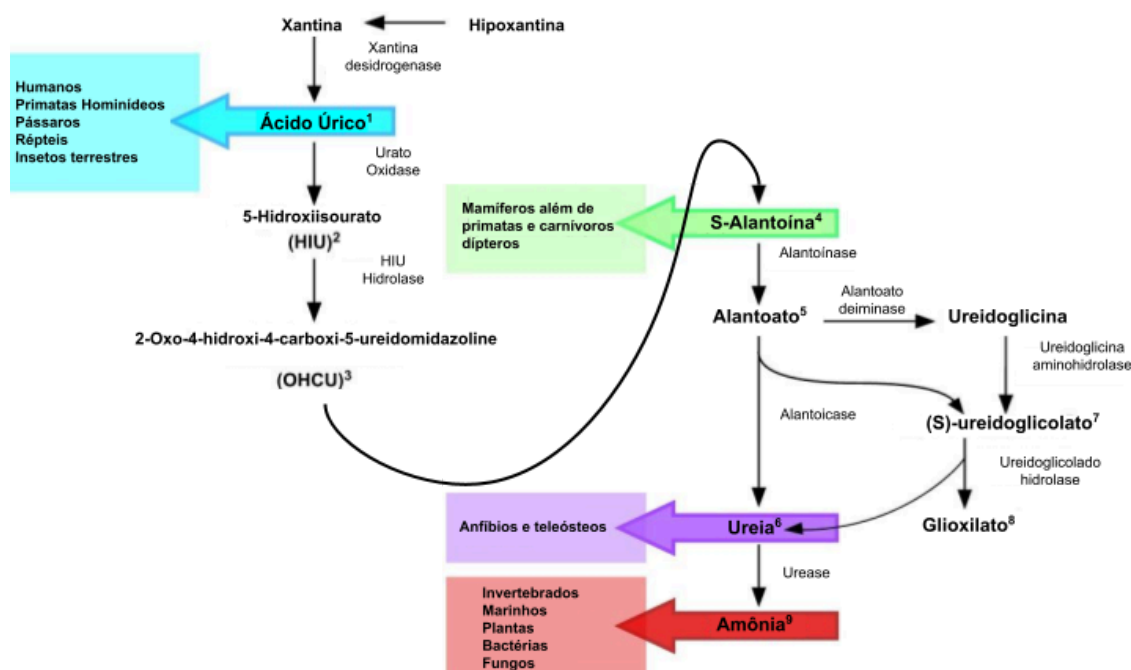 Xantina
Hipoxantina
Xantina
desidrogenase
Humanos
Primatas Hominídeos
Pássaros
Répteis
Insetos terrestres
Ácido Úrico¹
Urato
Oxidase
5-Hidroxiisourato
(HIU)²
HIU
Hidrolase
2-Oxo-4-hidroxi-4-carboxi-5-ureidomidazoline
(OHCU)³
Mamíferos além de
primatas e carnívoros
dípteros
S-Alantoína⁴
Alantoínase
Alantoato⁵
Alantoato
deiminase
Ureidoglicina
Ureidoglicina
aminohidrolase
Alantoicase
(S)-ureidoglicolato⁷
Ureidoglicolado
hidrolase
Glioxilato⁸
Anfíbios e teleósteos
Ureia⁶
Urease
Invertebrados
Marinhos
Plantas
Bactérias
Fungos
Amônia⁹